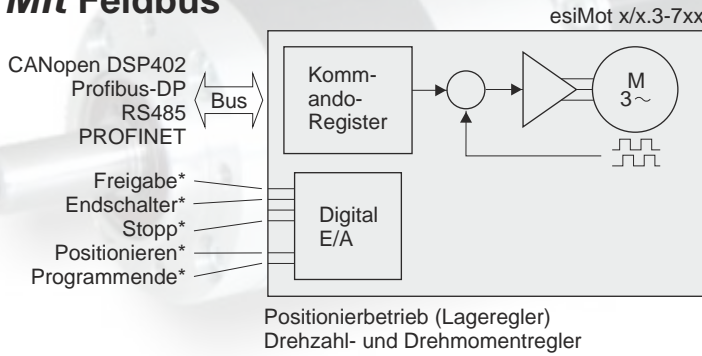 Mit Feldbus
esiMot x/x.3-7xx
CANopen DSP402
Profibus-DP
RS485
PROFINET
Bus
Komm-
ando-
Register
M
3~
Freigabe*
Endschalter*
Stopp*
Positionieren*
Programmende*
Digital
E/A
Positionierbetrieb (Lageregler)
Drehzahl- und Drehmomentregler